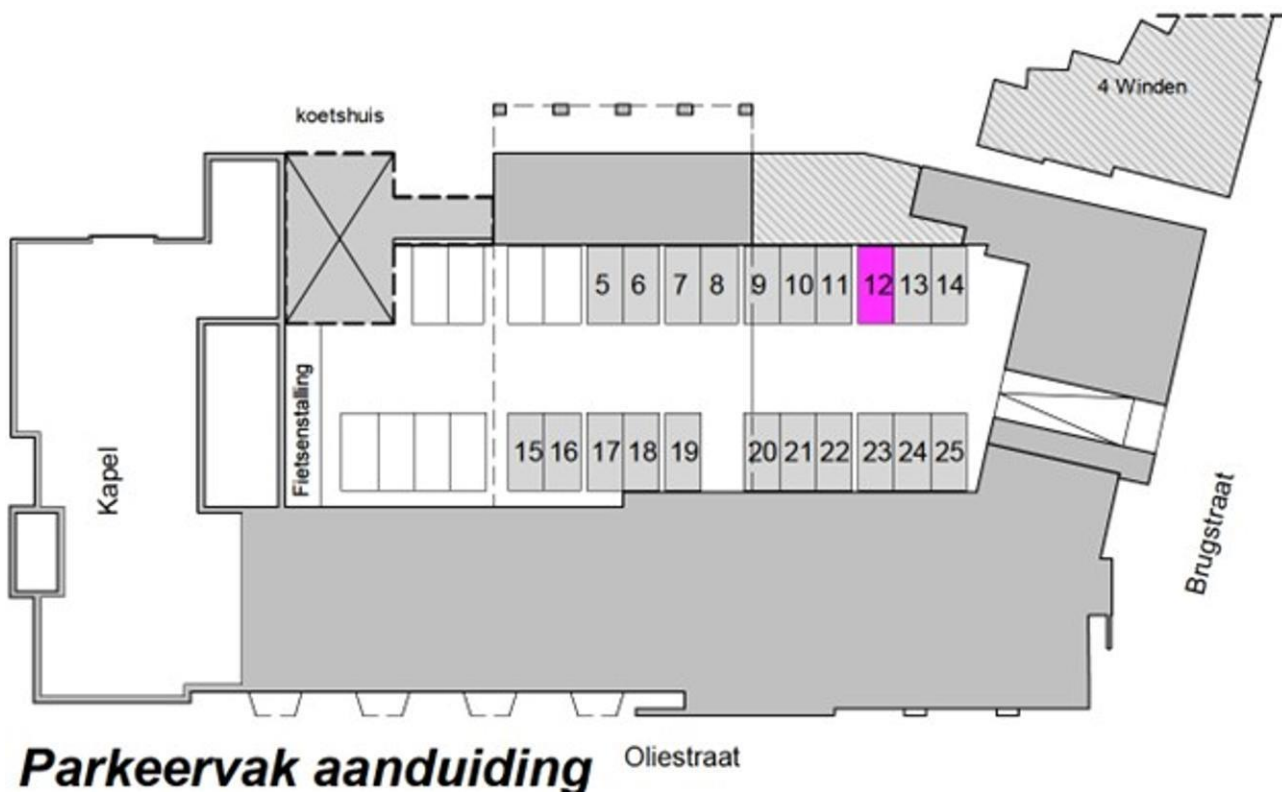 4 Winden
koetshuis
5 6 7 8 9 10 11 12 13 14
Fietsenstalling
15 16 17 18 19 20 21 22 23 24 25
Kapel
Brugstraat
Parkeervak aanduiding
Oliestraat